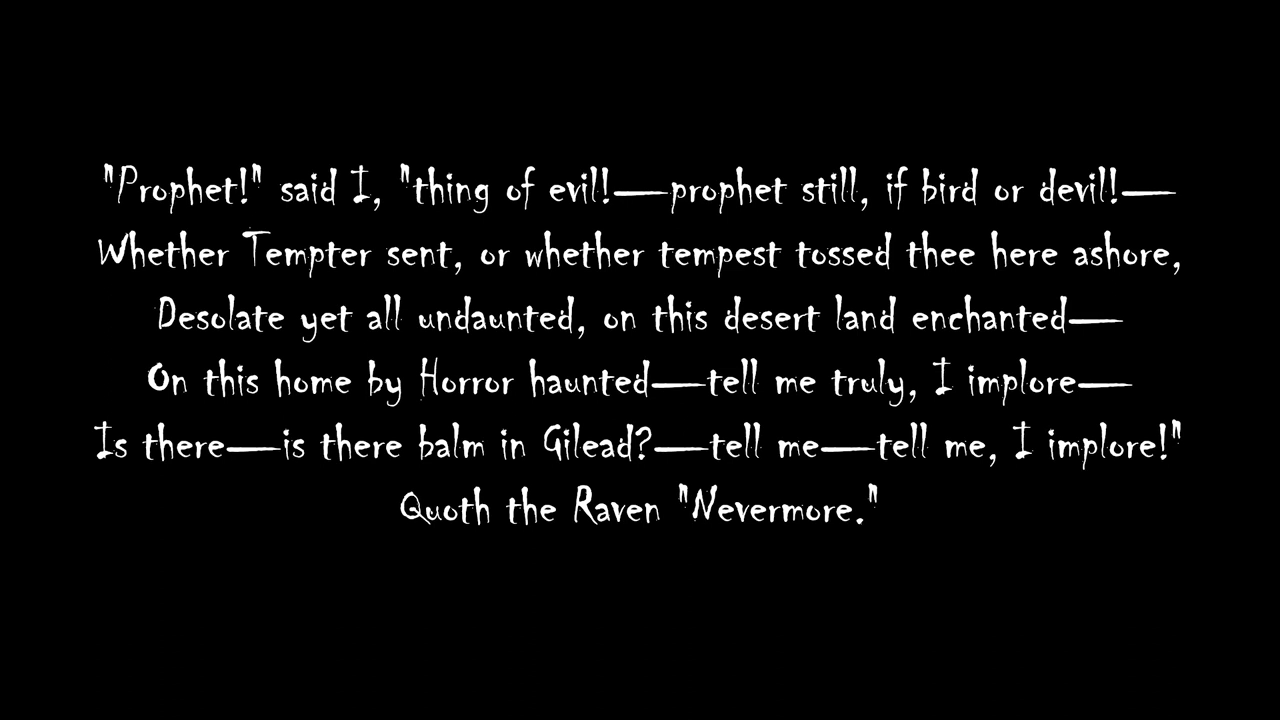 "Prophet!" said I, "thing of evil!—prophet still, if bird or devil!—
Whether Tempter sent, or whether tempest tossed thee here ashore,
Desolate yet all undaunted, on this desert land enchanted—
On this home by Horror haunted—tell me truly, I implore—
Is there—is there balm in Gilead?—tell me—tell me, I implore!"
Quoth the Raven "Nevermore."